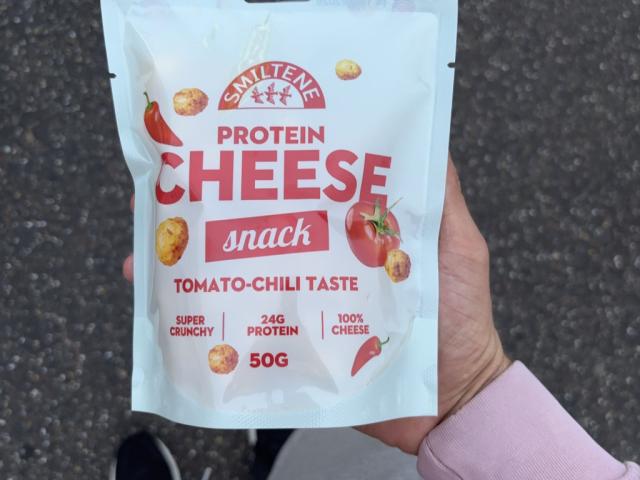 SMILTENE
PROTEIN
CHEESE
snack
TOMATO-CHILI TASTE
SUPER CRUNCHY
24G PROTEIN
100% CHEESE
50G